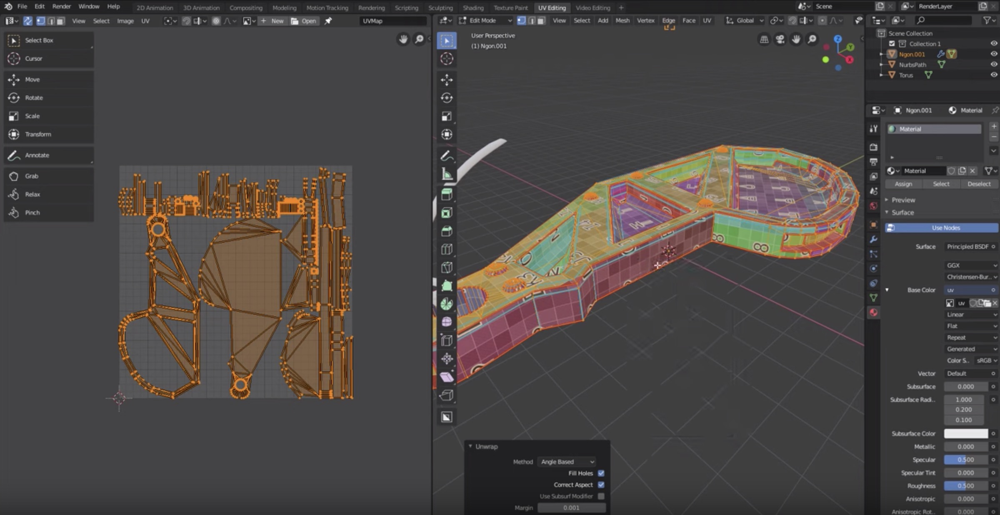 File Edit Render Window Help
2D Animation 3D Animation Compositing Modeling Motion Tracking Rendering Scripting Sculpting Shading Texture Paint UV Editing Video Editing +
Scene
RenderLayer
View Select Image UV
New
Open
UVMap
Edit Mode
View Select Add Mesh Vertex Edge Face UV
Global
Select Box
Cursor
Move
Rotate
Scale
Transform
Annotate
Grab
Relax
Pinch
User Perspective
(1) Ngon.001
Z
Y
X
Unwrap
Method Angle Based
Fill Holes
Correct Aspect
Use Subsurf Modifier
Margin 0.001
Scene Collection
Collection 1
Ngon.001
NurbsPath
Torus
Ngon.001 Material
Material
Material
Assign Select Deselect
Preview
Surface
Use Nodes
Surface Principled BSDF
GGX
Christensen-Bur..
Base Color uv
uv
Linear
Flat
Repeat
Generated
Color S.. sRGB
Vector Default
Subsurface 0.000
Subsurface Radi.. 1.000
0.200
0.100
Subsurface Color
Metallic 0.000
Specular 0.500
Specular Tint 0.000
Roughness 0.500
Anisotropic 0.000
Anisotropic Rot.. 0.000